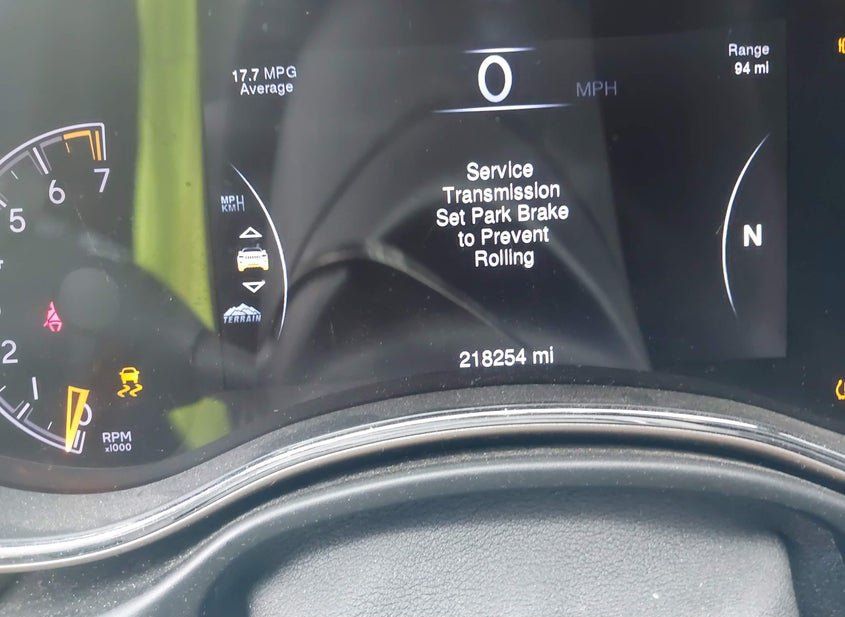 17.7 MPG
Average
0
MPH
Range
94 mi
7
6
5
4
2
1
0
RPM
x1000
MPH
KM/H
TERRAIN
Service
Transmission
Set Park Brake
to Prevent
Rolling
N
218254 mi